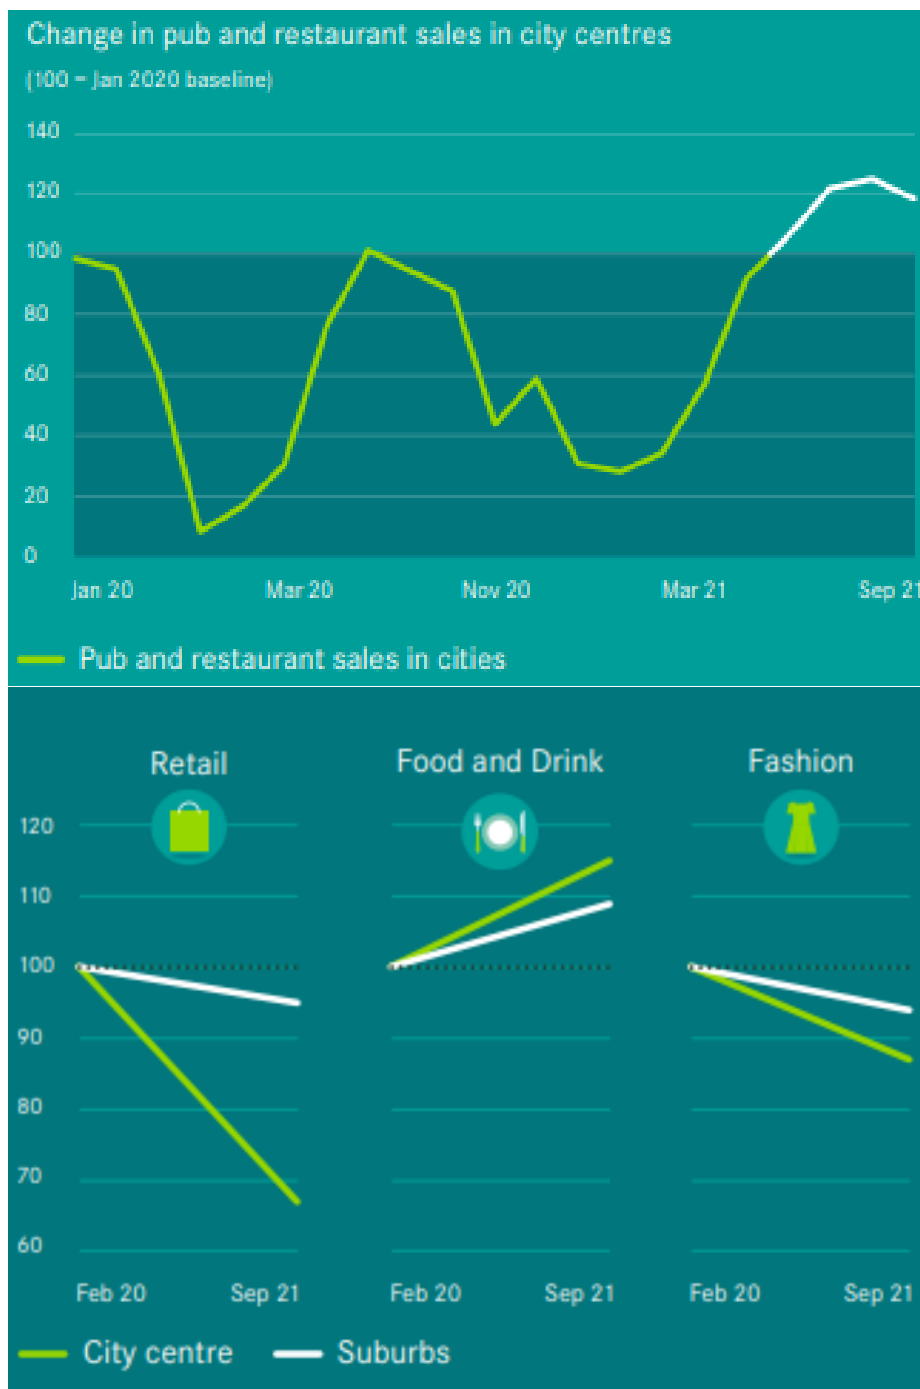 Change in pub and restaurant sales in city centres
(100 – Jan 2020 baseline)
140
120
100
80
60
40
20
0
Jan 20 Mar 20 Nov 20 Mar 21 Sep 21
Pub and restaurant sales in cities
Retail Food and Drink Fashion
120
110
100
90
80
70
60
Feb 20 Sep 21 Feb 20 Sep 21 Feb 20 Sep 21
City centre Suburbs